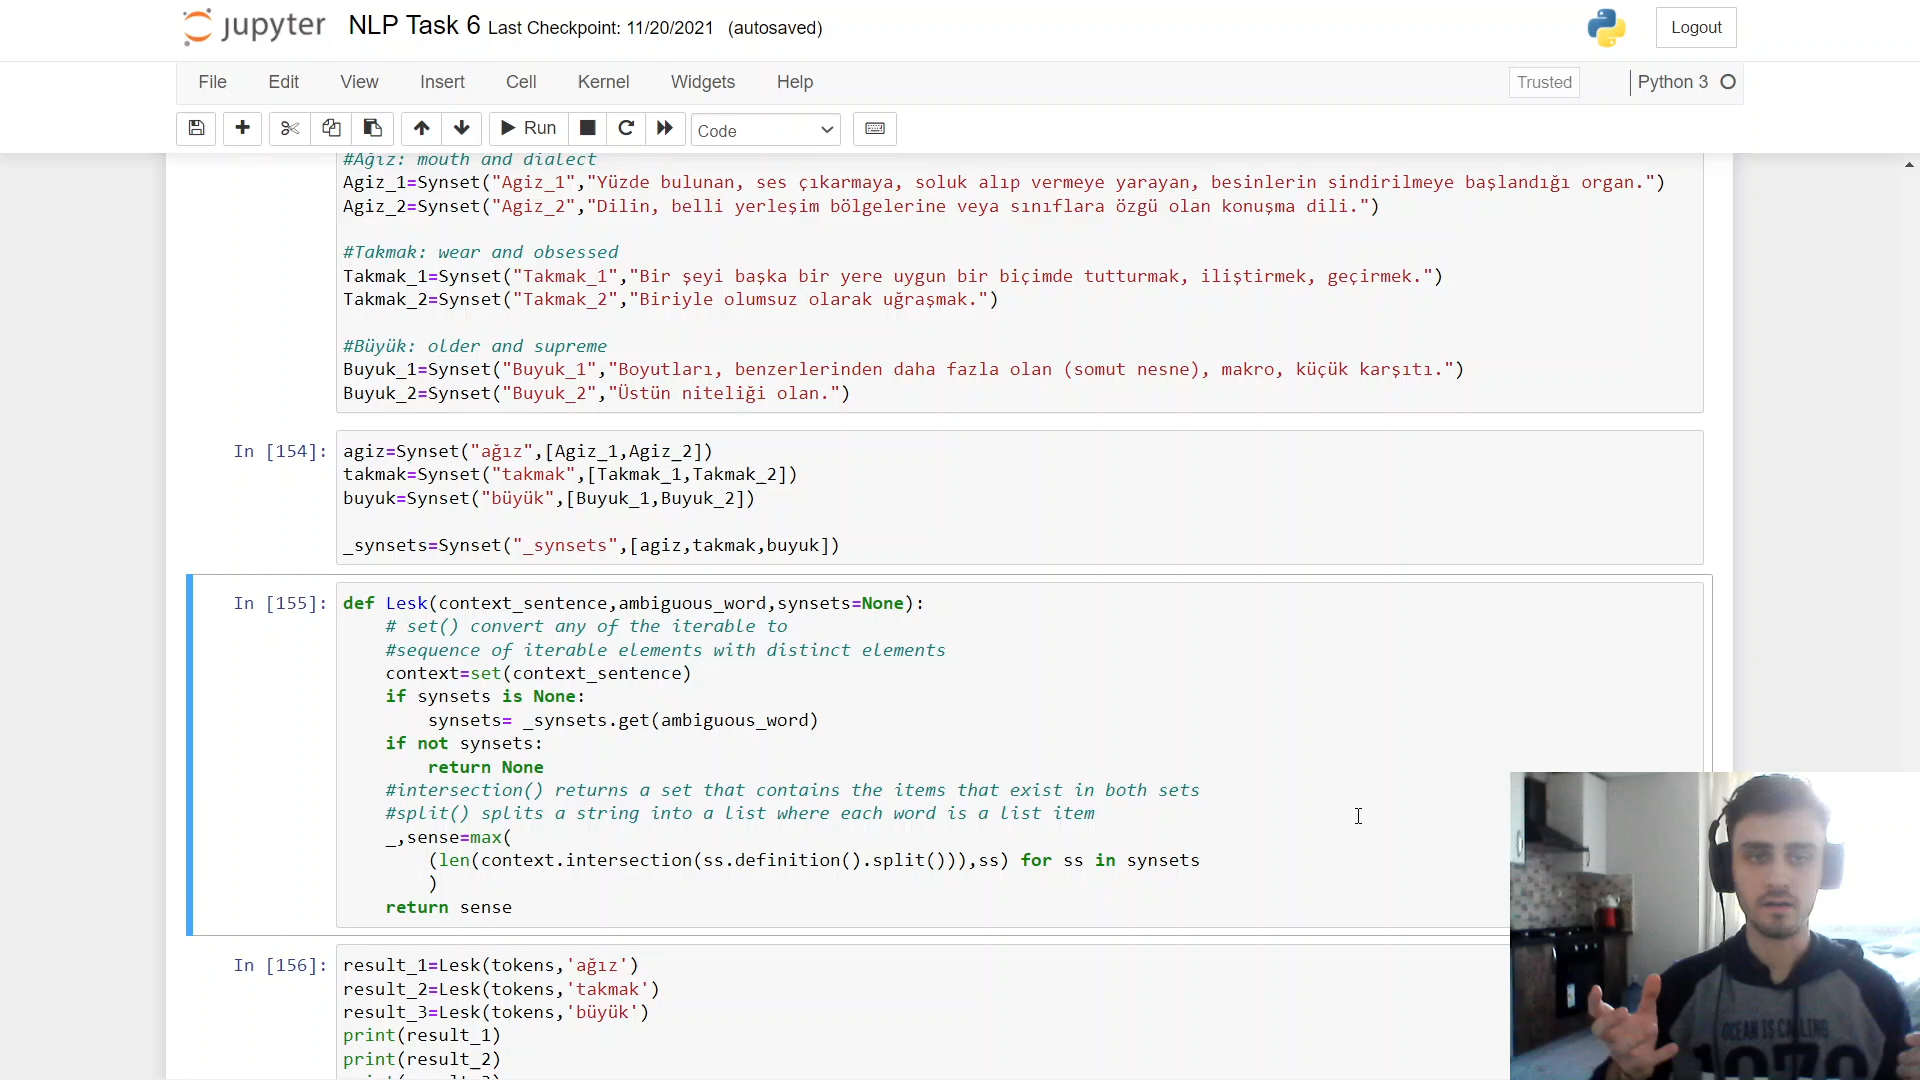 jupyter NLP Task 6 Last Checkpoint: 11/20/2021 (autosaved) Logout
File Edit View Insert Cell Kernel Widgets Help Trusted Python 3
Run Code
#Ağız: mouth and dialect
Agiz_1=Synset("Agiz_1","Yüzde bulunan, ses çıkarmaya, soluk alıp vermeye yarayan, besinlerin sindirilmeye başlandığı organ.")
Agiz_2=Synset("Agiz_2","Dilin, belli yerleşim bölgelerine veya sınıflara özgü olan konuşma dili.")
#Takmak: wear and obsessed
Takmak_1=Synset("Takmak_1","Bir şeyi başka bir yere uygun bir biçimde tutturmak, iliştirmek, geçirmek.")
Takmak_2=Synset("Takmak_2","Biriyle olumsuz olarak uğraşmak.")
#Büyük: older and supreme
Buyuk_1=Synset("Buyuk_1","Boyutları, benzerlerinden daha fazla olan (somut nesne), makro, küçük karşıtı.")
Buyuk_2=Synset("Buyuk_2","Üstün niteliği olan.")
In [154]: agiz=Synset("ağız",[Agiz_1,Agiz_2])
takmak=Synset("takmak",[Takmak_1,Takmak_2])
buyuk=Synset("büyük",[Buyuk_1,Buyuk_2])
_synsets=Synset("_synsets",[agiz,takmak,buyuk])
In [155]: def Lesk(context_sentence,ambiguous_word,synsets=None):
# set() convert any of the iterable to
#sequence of iterable elements with distinct elements
context=set(context_sentence)
if synsets is None:
synsets= _synsets.get(ambiguous_word)
if not synsets:
return None
#intersection() returns a set that contains the items that exist in both sets
#split() splits a string into a list where each word is a list item
_,sense=max(
(len(context.intersection(ss.definition().split())),ss) for ss in synsets
)
return sense
In [156]: result_1=Lesk(tokens,'ağız')
result_2=Lesk(tokens,'takmak')
result_3=Lesk(tokens,'büyük')
print(result_1)
print(result_2)
OCEAN IS CALLING